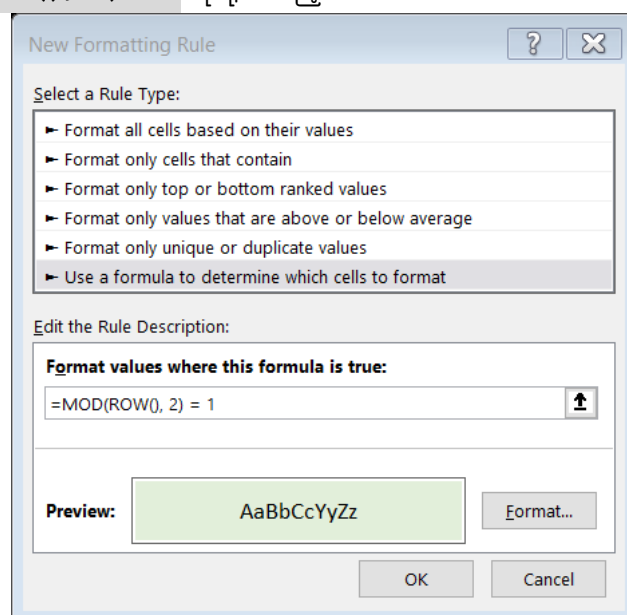 New Formatting Rule
Select a Rule Type:
► Format all cells based on their values
► Format only cells that contain
► Format only top or bottom ranked values
► Format only values that are above or below average
► Format only unique or duplicate values
► Use a formula to determine which cells to format
Edit the Rule Description:
Format values where this formula is true:
=MOD(ROW(), 2) = 1
Preview:
AaBbCcYyZz
Format...
OK
Cancel